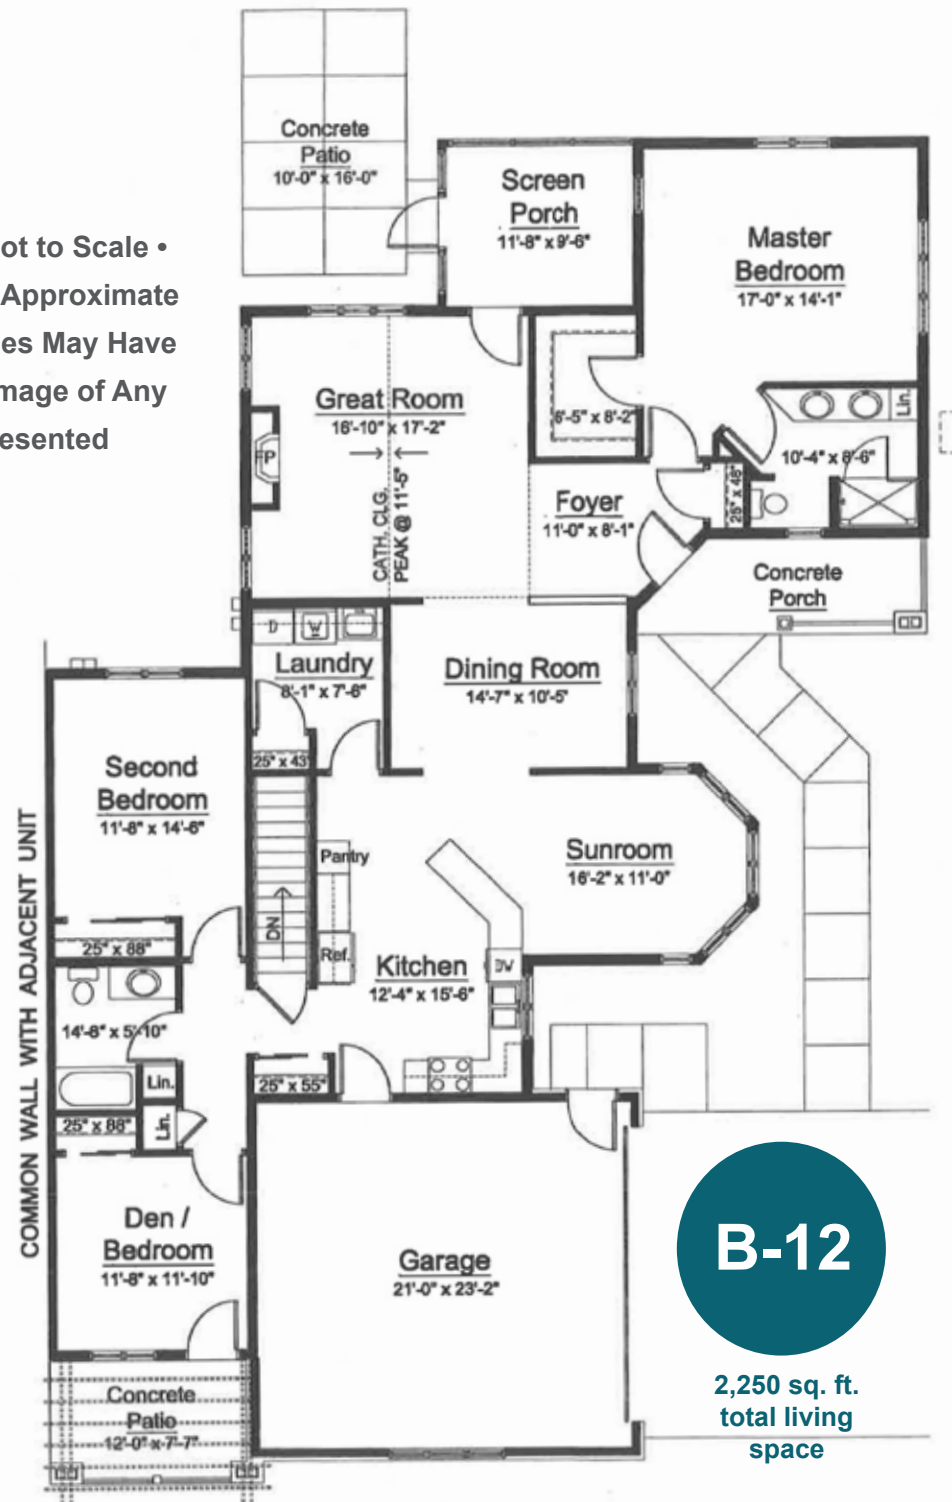 Concrete
Patio
10'-0" x 16'-0"
Screen
Porch
11'-8" x 9'-6"
Master
Bedroom
17'-0" x 14'-1"
ot to Scale •
Approximate
es May Have
mage of Any
esented
Great Room
16'-10" x 17'-2"
FP
CATH. CLG.
PEAK @ 11'-5"
6'-5" x 8'-2"
Lin.
10'-4" x 8'-6"
25" x 48"
Foyer
11'-0" x 8'-1"
Concrete
Porch
D
W
Laundry
8'-1" x 7'-6"
25" x 43"
Dining Room
14'-7" x 10'-5"
Second
Bedroom
11'-8" x 14'-6"
25" x 88"
COMMON WALL WITH ADJACENT UNIT
DN
Pantry
Ref.
Sunroom
16'-2" x 11'-0"
Kitchen
12'-4" x 15'-6"
DW
14'-8" x 5'-10"
Lin.
Lin.
25" x 88"
25" x 55"
Den /
Bedroom
11'-8" x 11'-10"
Garage
21'-0" x 23'-2"
Concrete
Patio
12'-0" x 7'-7"
B-12
2,250 sq. ft.
total living
space